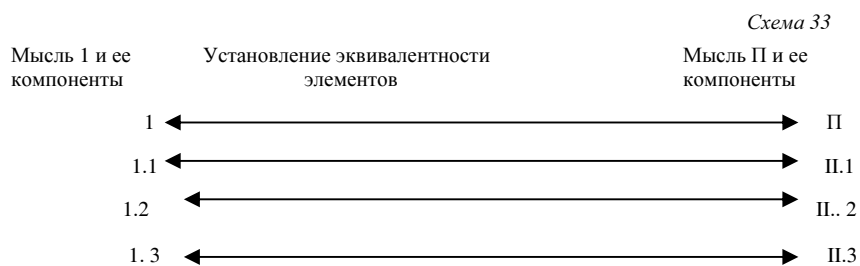 Схема 33
Мысль 1 и ее Установление эквивалентности Мысль П и ее
компоненты элементов компоненты
1 П
1.1 II.1
1.2 II.. 2
1. 3 II.3